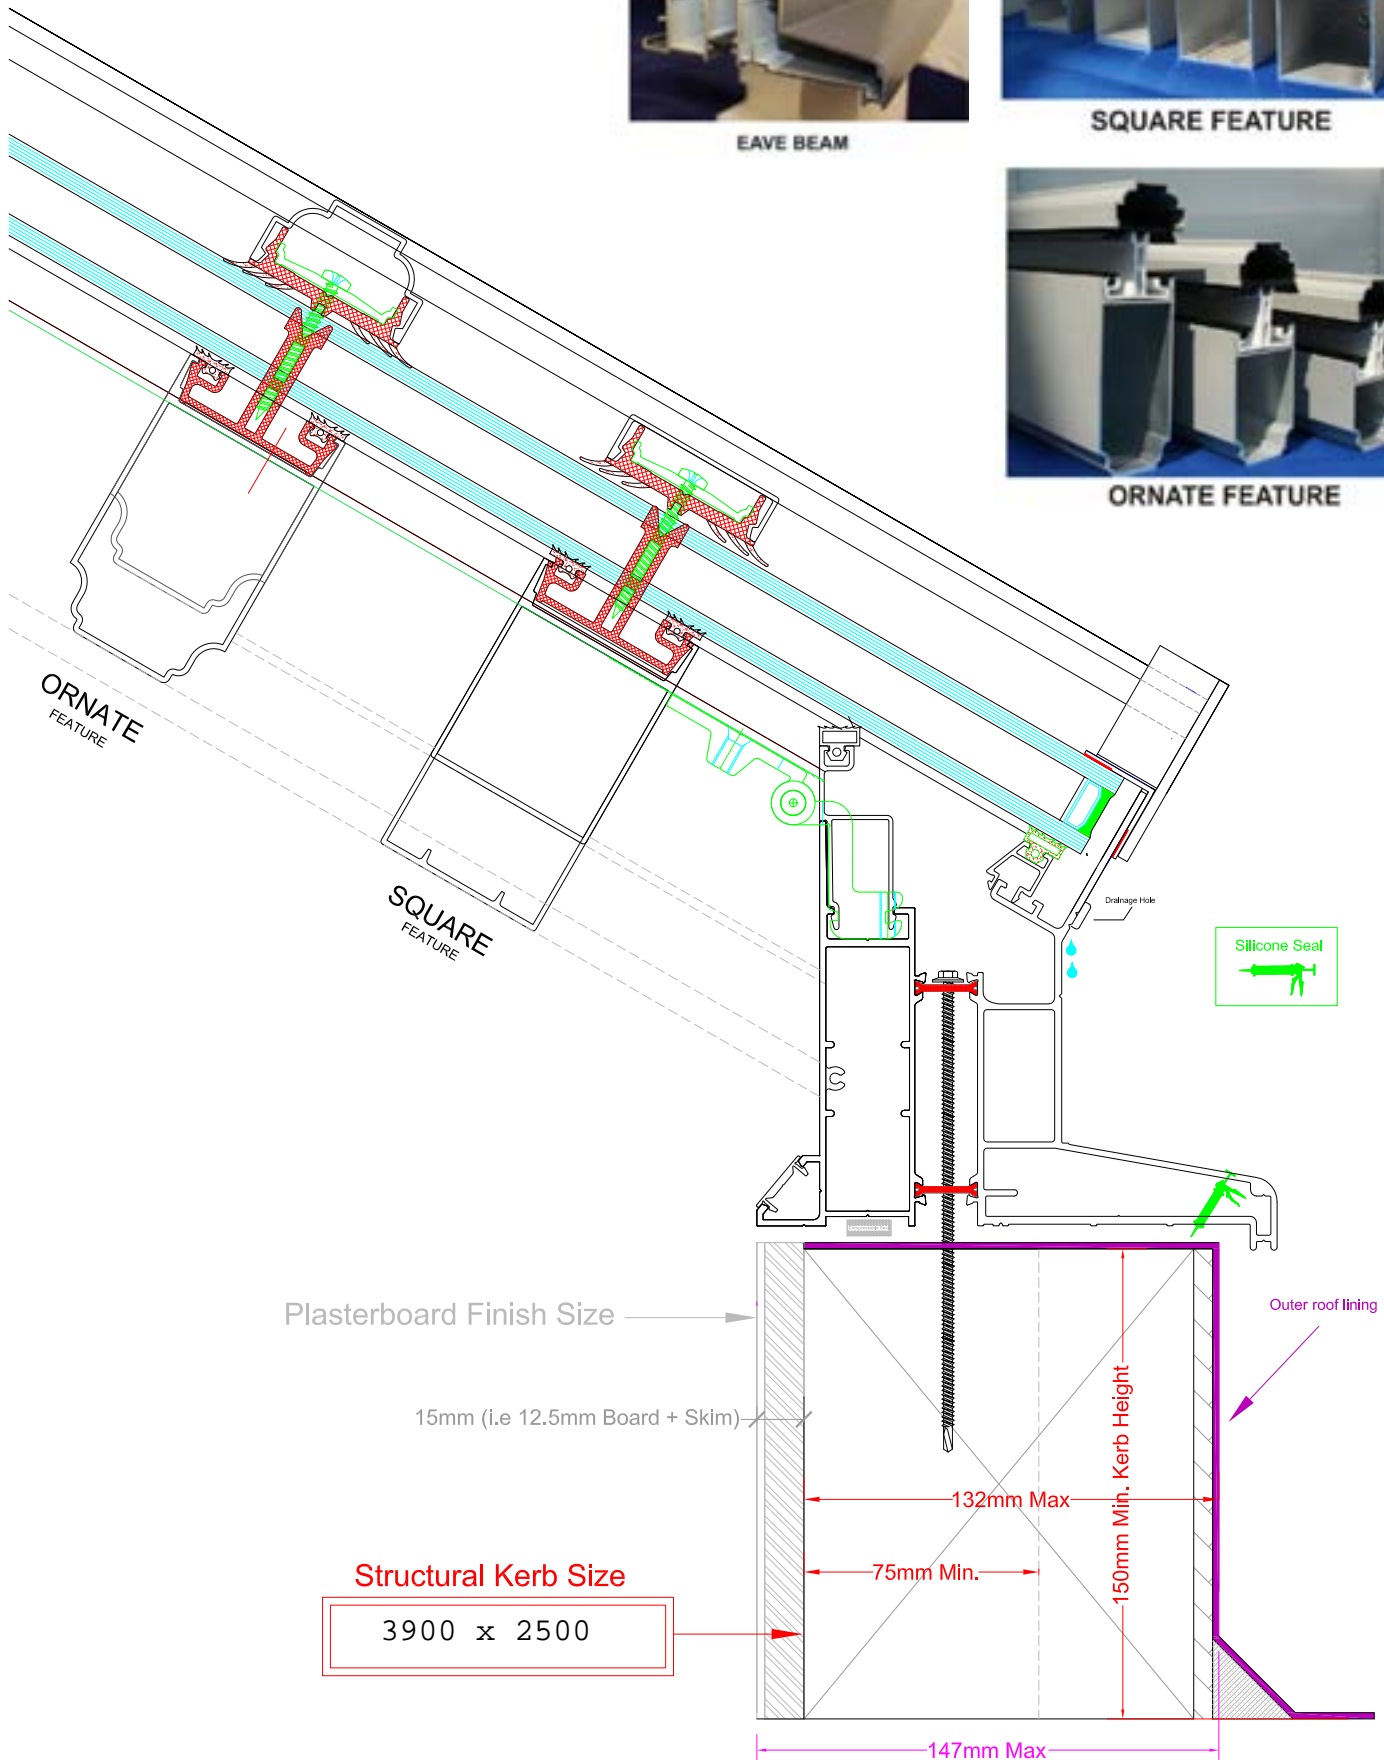 EAVE BEAM
SQUARE FEATURE
ORNATE FEATURE
ORNATE
FEATURE
SQUARE
FEATURE
Drainage Hole
Silicone Seal
Plasterboard Finish Size
Outer roof lining
15mm (i.e 12.5mm Board + Skim)
150mm Min. Kerb Height
132mm Max
75mm Min.
Structural Kerb Size
3900 x 2500
147mm Max